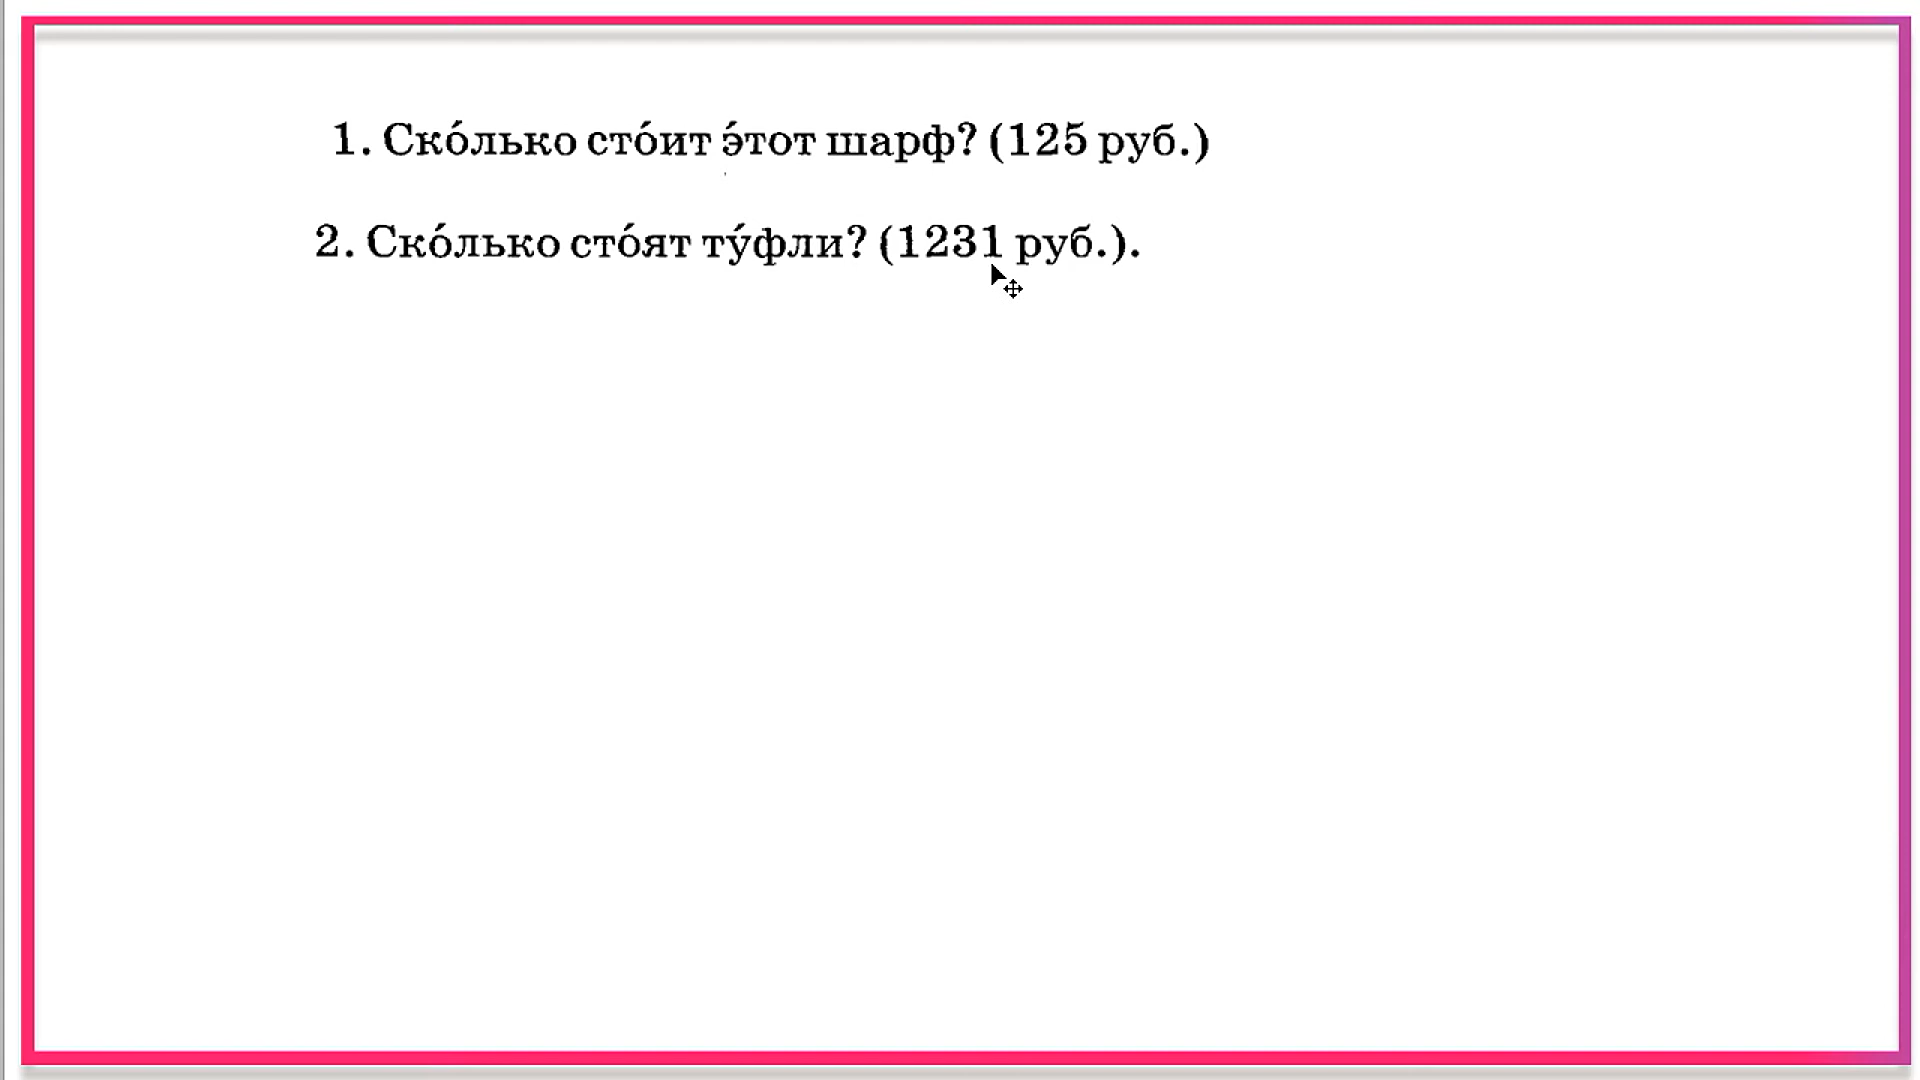 1. Ско́лько сто́ит э́тот шарф? (125 руб.)
2. Ско́лько сто́ят ту́фли? (1231 руб.).